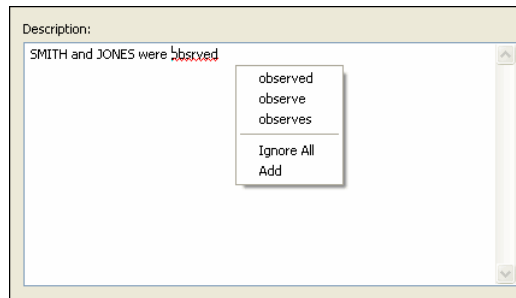 Description:
SMITH and JONES were obsrved
observed
observe
observes
Ignore All
Add